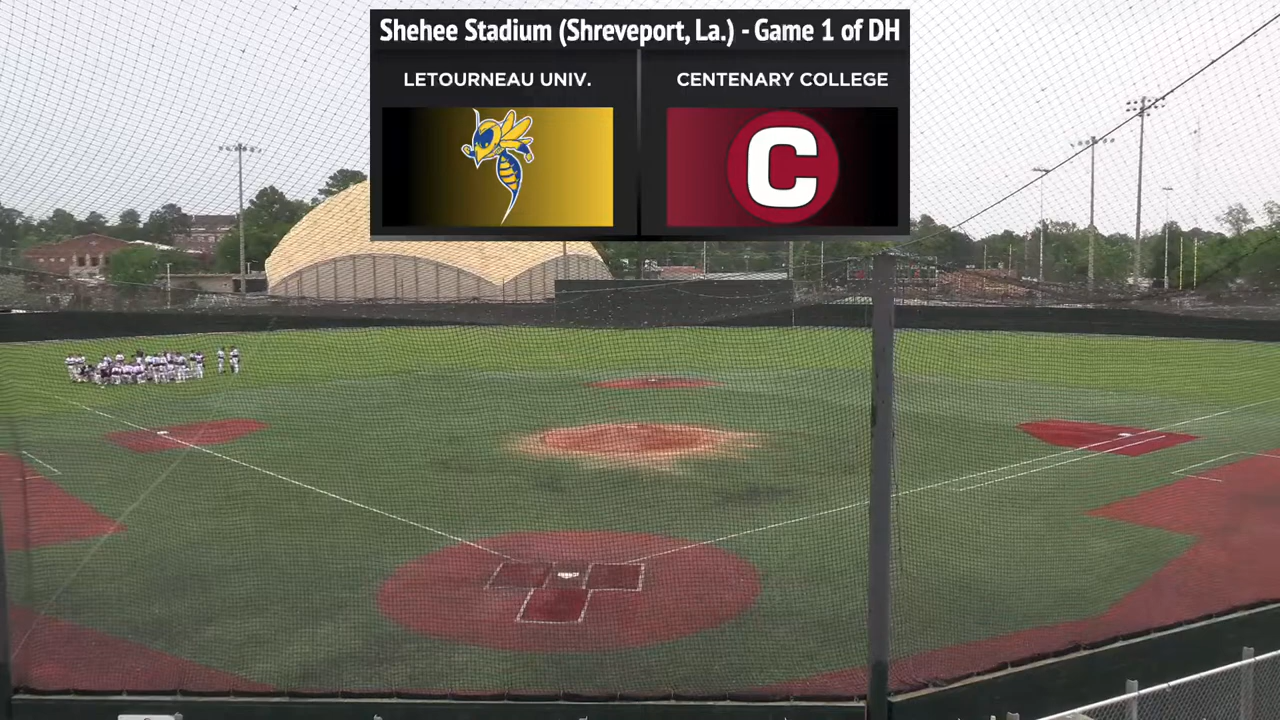 Shehee Stadium (Shreveport, La.) - Game 1 of DH
LETOURNEAU UNIV.
CENTENARY COLLEGE
C